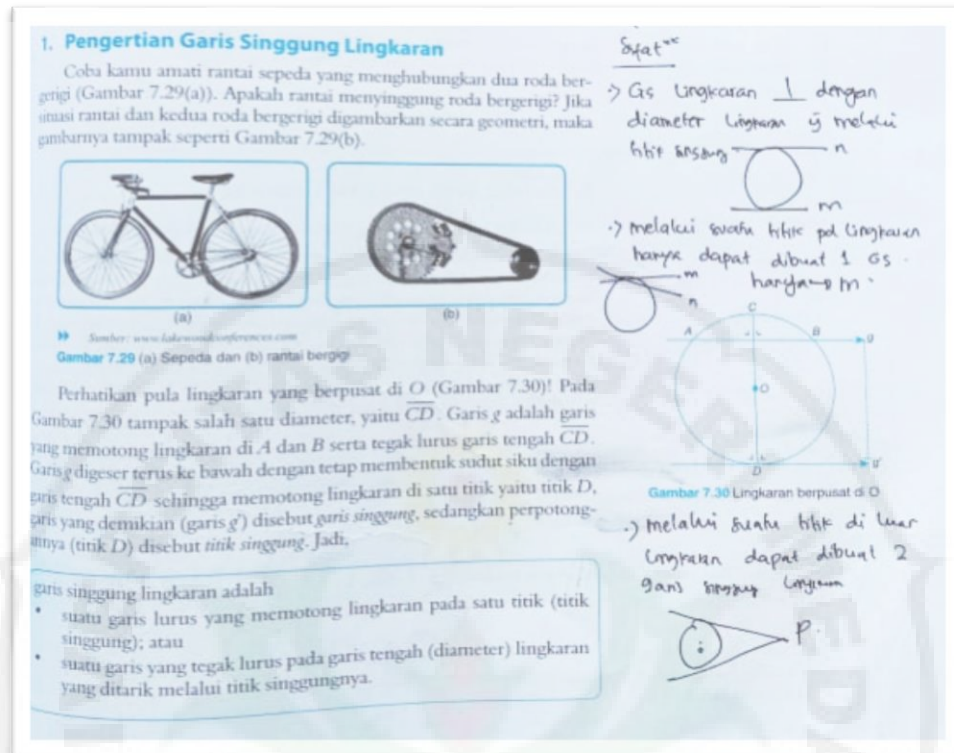 1. Pengertian Garis Singgung Lingkaran
Coba kamu amati rantai sepeda yang menghubungkan dua roda ber-
gerigi (Gambar 7.29(a)). Apakah rantai menyinggung roda bergerigi? Jika
situasi rantai dan kedua roda bergerigi digambarkan secara geometri, maka
gambarnya tampak seperti Gambar 7.29(b).
(a)
(b)
Sumber: www.lakewoodconferences.com
Gambar 7.29 (a) Sepeda dan (b) rantai bergigi
Perhatikan pula lingkaran yang berpusat di O (Gambar 7.30)! Pada
Gambar 7.30 tampak salah satu diameter, yaitu CD. Garis g adalah garis
yang memotong lingkaran di A dan B serta tegak lurus garis tengah CD.
Garis g digeser terus ke bawah dengan tetap membentuk sudut siku dengan
garis tengah CD sehingga memotong lingkaran di satu titik yaitu titik D,
garis yang demikian (garis g') disebut garis singgung, sedangkan perpotong-
annya (titik D) disebut titik singgung. Jadi,
garis singgung lingkaran adalah
• suatu garis lurus yang memotong lingkaran pada satu titik (titik
singgung); atau
• suatu garis yang tegak lurus pada garis tengah (diameter) lingkaran
yang ditarik melalui titik singgungnya.
Sifat"
·) Gs lingkaran ⊥ dengan
diameter lingkaran yg melalui
titik singgung
n
m
·) melalui suatu titik pd lingkaran
hanya dapat dibuat 1 Gs.
m
n
hanya → m.
C
A
B
g
O
D
g'
Gambar 7.30 Lingkaran berpusat di O
·) melalui suatu titik di luar
lingkaran dapat dibuat 2
garis singgung lingkaran
P.